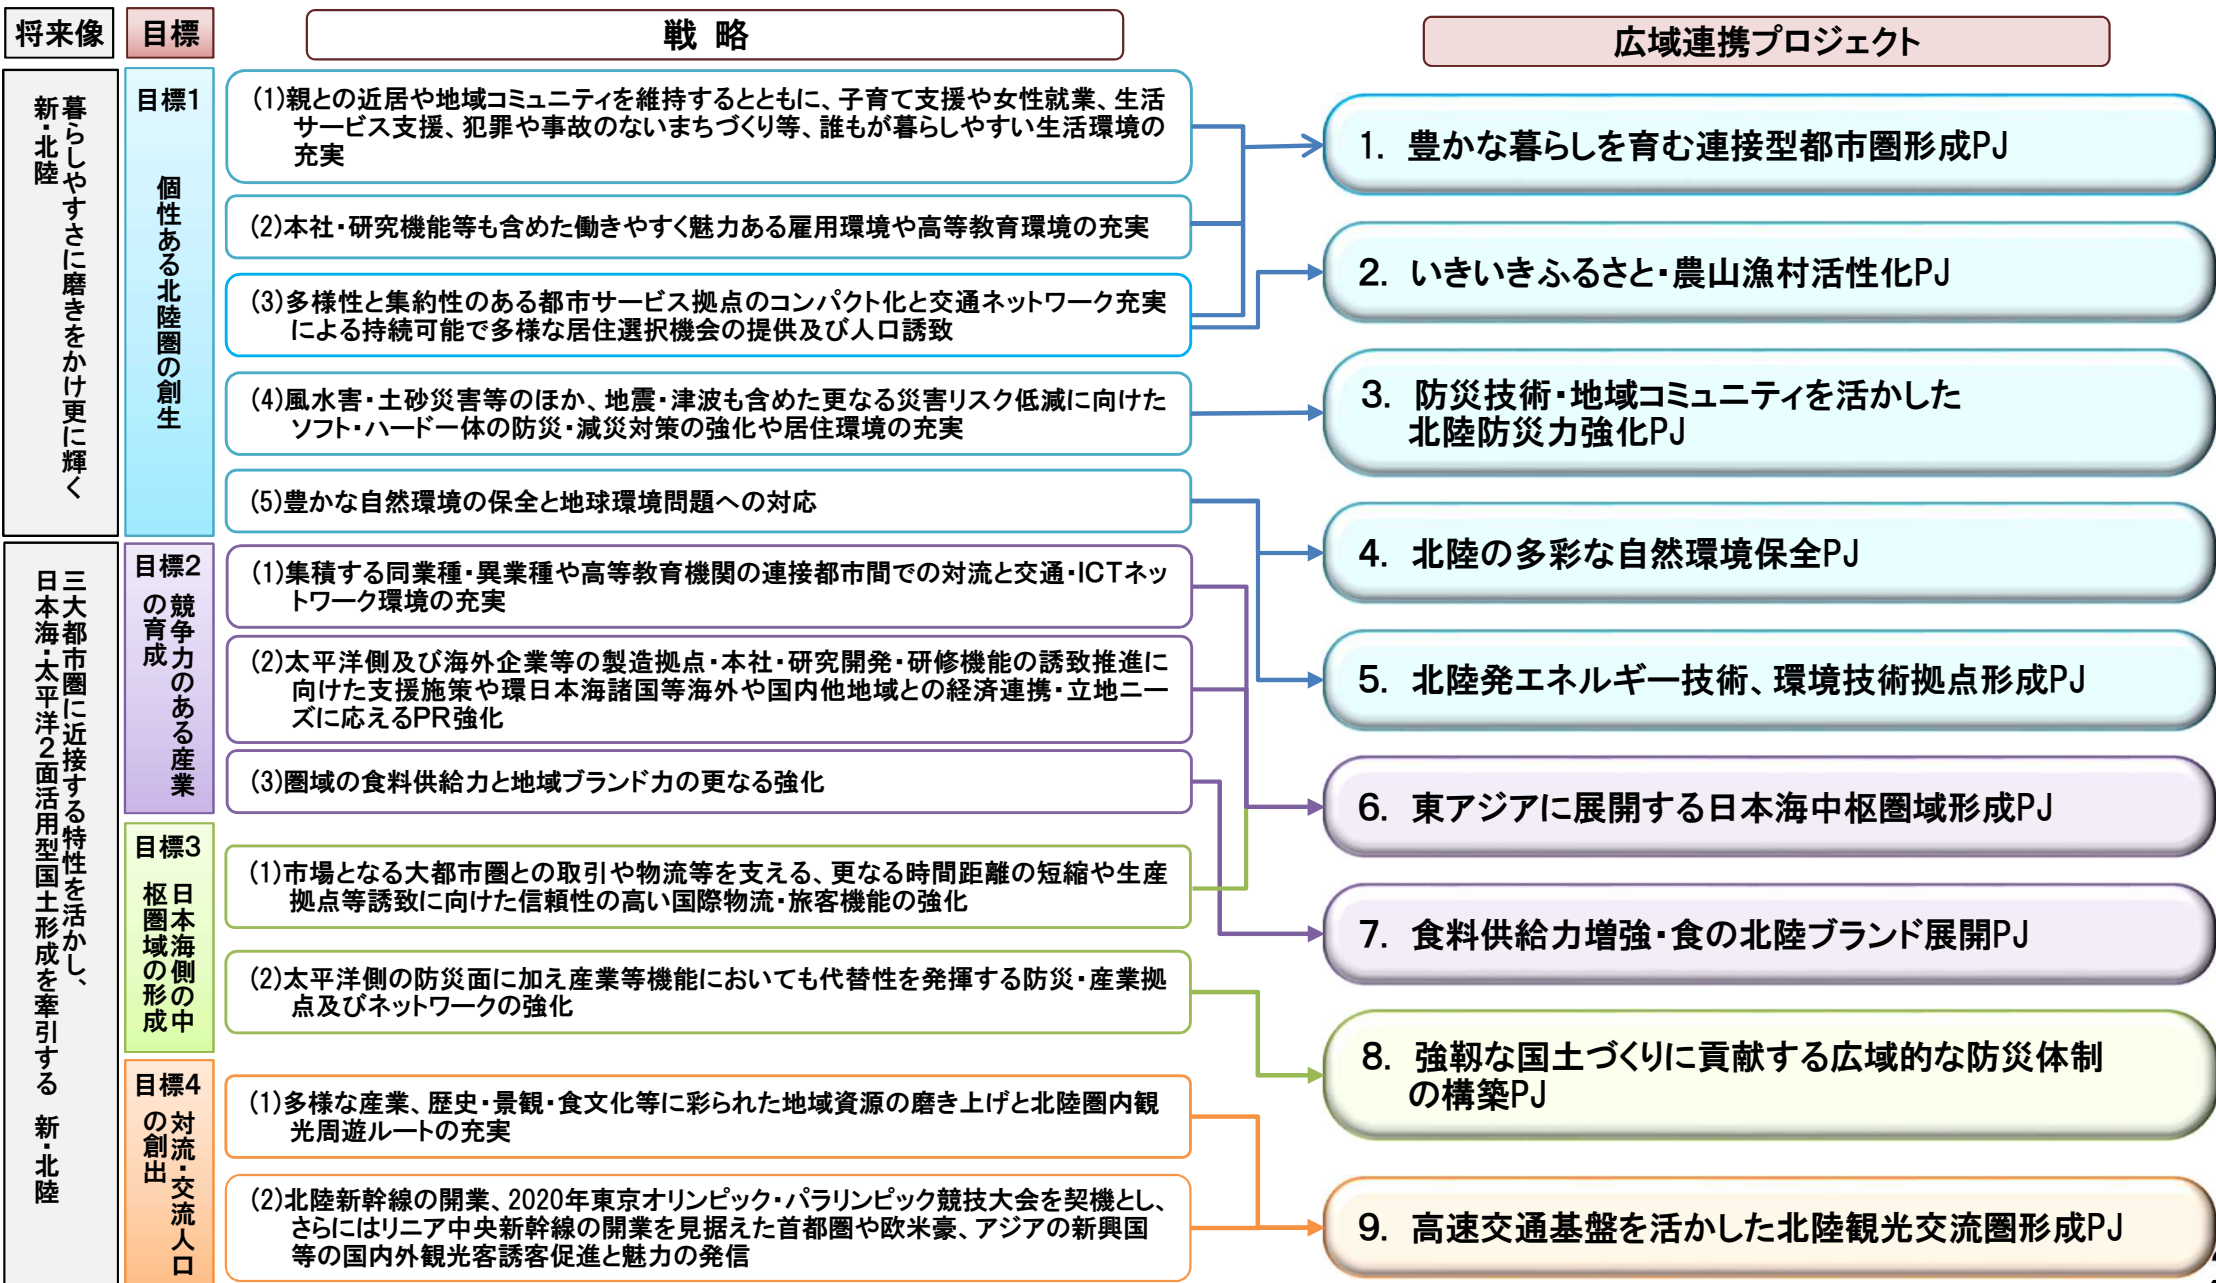 将来像
目標
戦 略
広域連携プロジェクト
暮らしやすさに磨きをかけ更に輝く
新・北陸
目標1
個性ある北陸圏の創生
(1)親との近居や地域コミュニティを維持するとともに、子育て支援や女性就業、生活
サービス支援、犯罪や事故のないまちづくり等、誰もが暮らしやすい生活環境の
充実
(2)本社・研究機能等も含めた働きやすく魅力ある雇用環境や高等教育環境の充実
(3)多様性と集約性のある都市サービス拠点のコンパクト化と交通ネットワーク充実
による持続可能で多様な居住選択機会の提供及び人口誘致
(4)風水害・土砂災害等のほか、地震・津波も含めた更なる災害リスク低減に向けた
ソフト・ハード一体の防災・減災対策の強化や居住環境の充実
(5)豊かな自然環境の保全と地球環境問題への対応
三大都市圏に近接する特性を活かし、
日本海・太平洋2面活用型国土形成を牽引する 新・北陸
目標2
競争力のある産業
の育成
(1)集積する同業種・異業種や高等教育機関の連接都市間での対流と交通・ICTネッ
トワーク環境の充実
(2)太平洋側及び海外企業等の製造拠点・本社・研究開発・研修機能の誘致推進に
向けた支援施策や環日本海諸国等海外や国内他地域との経済連携・立地ニー
ズに応えるPR強化
(3)圏域の食料供給力と地域ブランド力の更なる強化
目標3
日本海側の中
枢圏域の形成
(1)市場となる大都市圏との取引や物流等を支える、更なる時間距離の短縮や生産
拠点等誘致に向けた信頼性の高い国際物流・旅客機能の強化
(2)太平洋側の防災面に加え産業等機能においても代替性を発揮する防災・産業拠
点及びネットワークの強化
目標4
対流・交流人口
の創出
(1)多様な産業、歴史・景観・食文化等に彩られた地域資源の磨き上げと北陸圏内観
光周遊ルートの充実
(2)北陸新幹線の開業、2020年東京オリンピック・パラリンピック競技大会を契機とし、
さらにはリニア中央新幹線の開業を見据えた首都圏や欧米豪、アジアの新興国
等の国内外観光客誘客促進と魅力の発信
1. 豊かな暮らしを育む連接型都市圏形成PJ
2. いきいきふるさと・農山漁村活性化PJ
3. 防災技術・地域コミュニティを活かした
北陸防災力強化PJ
4. 北陸の多彩な自然環境保全PJ
5. 北陸発エネルギー技術、環境技術拠点形成PJ
6. 東アジアに展開する日本海中枢圏域形成PJ
7. 食料供給力増強・食の北陸ブランド展開PJ
8. 強靭な国土づくりに貢献する広域的な防災体制
の構築PJ
9. 高速交通基盤を活かした北陸観光交流圏形成PJ